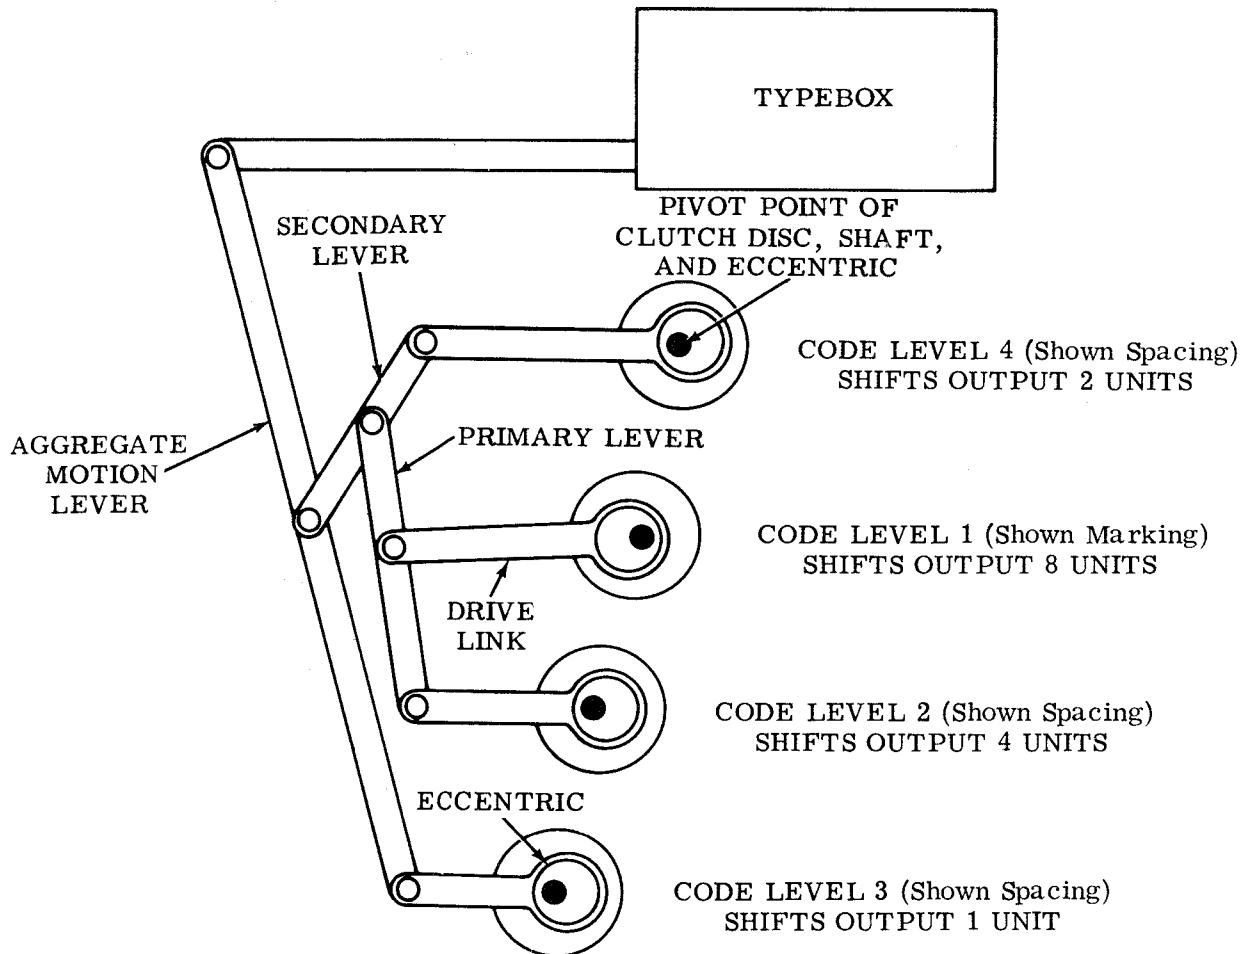 TYPEBOX
PIVOT POINT OF
CLUTCH DISC, SHAFT,
AND ECCENTRIC
SECONDARY
LEVER
CODE LEVEL 4 (Shown Spacing)
SHIFTS OUTPUT 2 UNITS
AGGREGATE
MOTION
LEVER
PRIMARY LEVER
CODE LEVEL 1 (Shown Marking)
SHIFTS OUTPUT 8 UNITS
DRIVE
LINK
CODE LEVEL 2 (Shown Spacing)
SHIFTS OUTPUT 4 UNITS
ECCENTRIC
CODE LEVEL 3 (Shown Spacing)
SHIFTS OUTPUT 1 UNIT